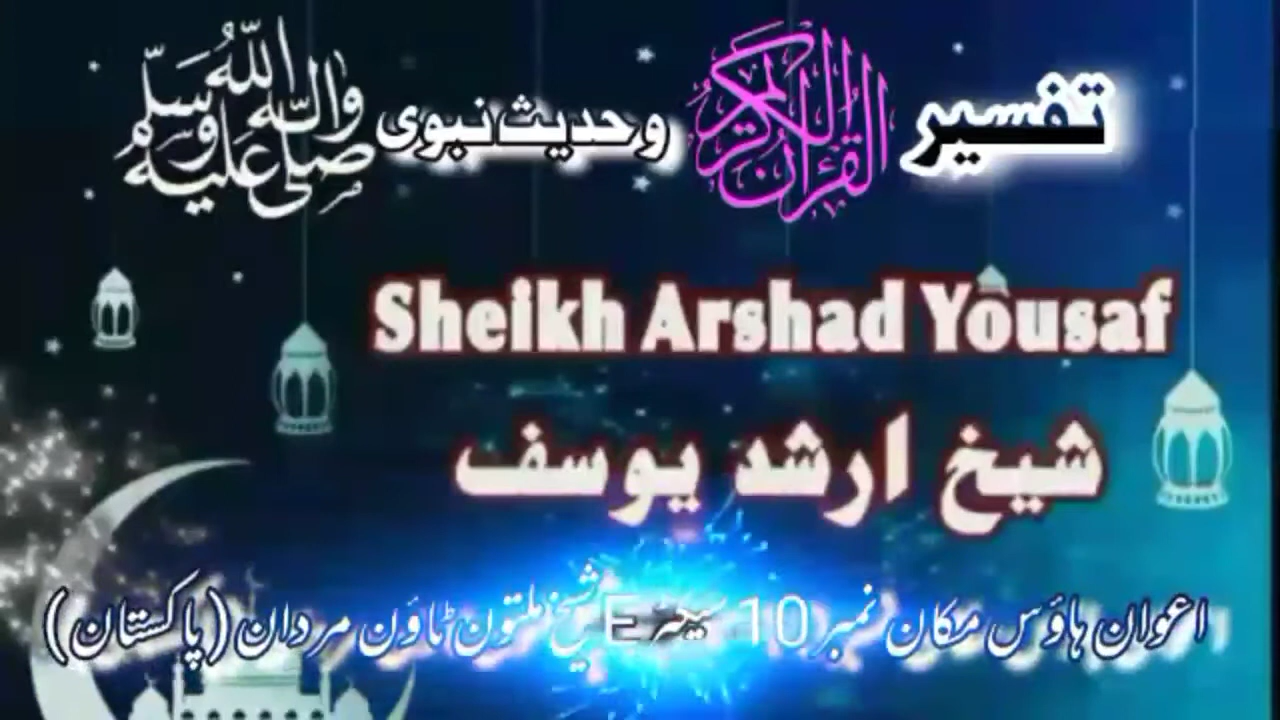 تفسیر القرآن الکریم و حدیث نبوی صلی اللہ علیہ والہ وسلم
Sheikh Arshad Yousaf
شیخ ارشد یوسف
اعوان ہاؤس مکان نمبر 10 سیکٹر E شیخ ملتون ٹاؤن مردان (پاکستان)